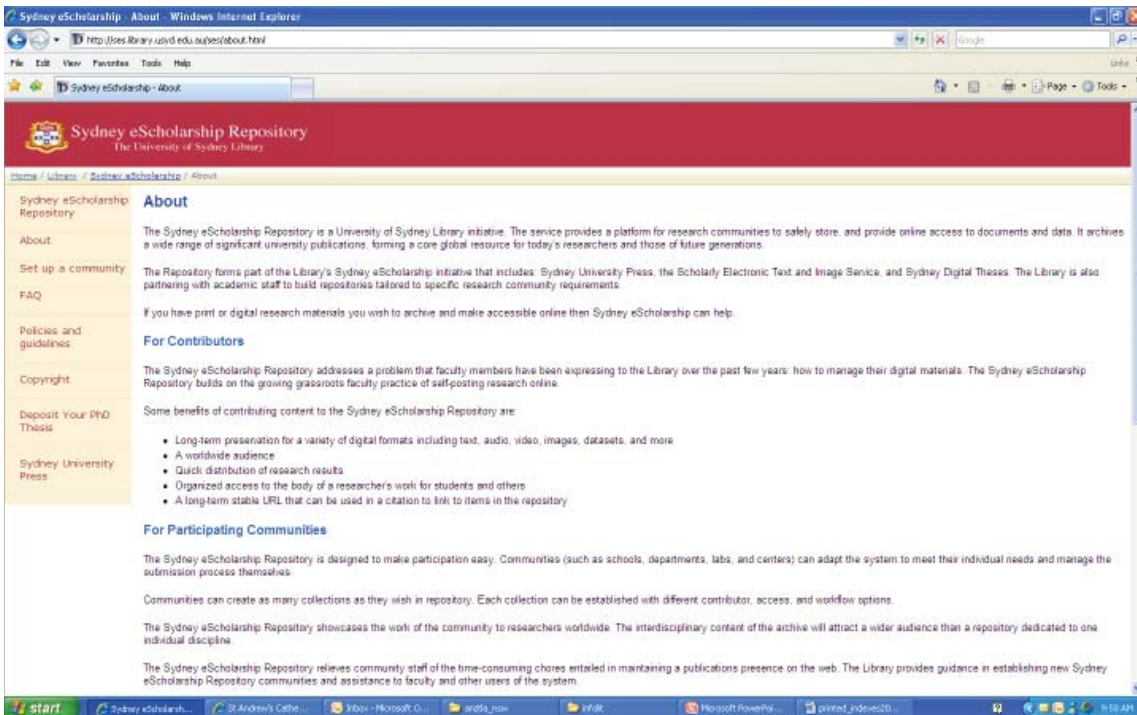 Sydney eScholarship - About - Windows Internet Explorer
http://ses.library.usyd.edu.au/ses/about.html
Google
File Edit View Favorites Tools Help
Links
Sydney eScholarship - About
Page Tools
Sydney eScholarship Repository
The University of Sydney Library
Home / Library / Sydney eScholarship / About
Sydney eScholarship
Repository
About
Set up a community
FAQ
Policies and
guidelines
Copyright
Deposit Your PhD
Thesis
Sydney University
Press
About
The Sydney eScholarship Repository is a University of Sydney Library initiative. The service provides a platform for research communities to safely store, and provide online access to documents and data. It archives
a wide range of significant university publications, forming a core global resource for today's researchers and those of future generations.
The Repository forms part of the Library's Sydney eScholarship initiative that includes: Sydney University Press, the Scholarly Electronic Text and Image Service, and Sydney Digital Theses. The Library is also
partnering with academic staff to build repositories tailored to specific research community requirements.
If you have print or digital research materials you wish to archive and make accessible online then Sydney eScholarship can help.
For Contributors
The Sydney eScholarship Repository addresses a problem that faculty members have been expressing to the Library over the past few years: how to manage their digital materials. The Sydney eScholarship
Repository builds on the growing grassroots faculty practice of self-posting research online.
Some benefits of contributing content to the Sydney eScholarship Repository are:
• Long-term preservation for a variety of digital formats including text, audio, video, images, datasets, and more
• A worldwide audience
• Quick distribution of research results
• Organized access to the body of a researcher's work for students and others
• A long-term stable URL that can be used in a citation to link to items in the repository
For Participating Communities
The Sydney eScholarship Repository is designed to make participation easy. Communities (such as schools, departments, labs, and centers) can adapt the system to meet their individual needs and manage the
submission process themselves.
Communities can create as many collections as they wish in repository. Each collection can be established with different contributor, access, and workflow options.
The Sydney eScholarship Repository showcases the work of the community to researchers worldwide. The interdisciplinary content of the archive will attract a wider audience than a repository dedicated to one
individual discipline.
The Sydney eScholarship Repository relieves community staff of the time-consuming chores entailed in maintaining a publications presence on the web. The Library provides guidance in establishing new Sydney
eScholarship Repository communities and assistance to faculty and other users of the system.
start
Sydney eScholarsh...
St Andrew's Cathe...
Inbox - Microsoft O...
infolit
Microsoft PowerPoi...
printed_indexes20...
9:58 AM